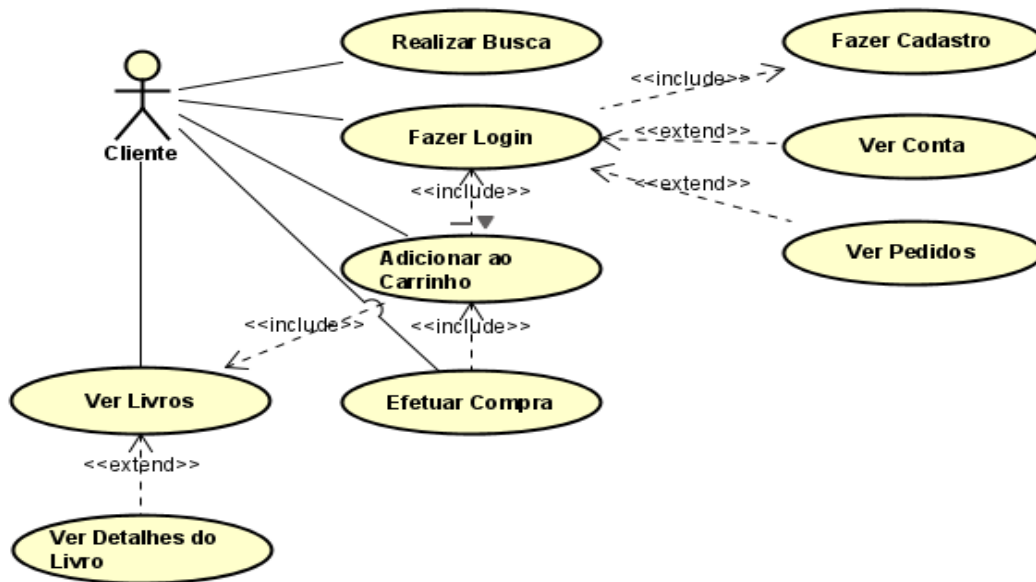 Realizar Busca
Fazer Cadastro
<<include>>
Fazer Login
<<extend>>
Ver Conta
Cliente
<<include>>
<<extend>>
Adicionar ao
Carrinho
Ver Pedidos
<<include>>
<<include>>
Ver Livros
Efetuar Compra
<<extend>>
Ver Detalhes do
Livro